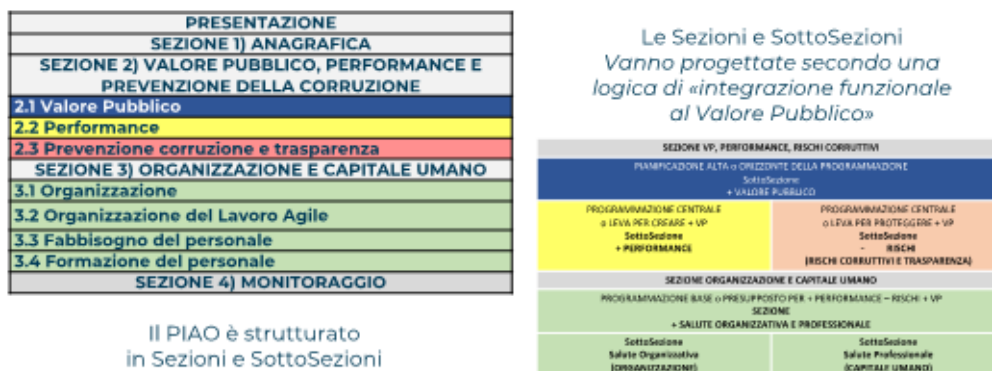 PRESENTAZIONE
SEZIONE 1) ANAGRAFICA
SEZIONE 2) VALORE PUBBLICO, PERFORMANCE E
PREVENZIONE DELLA CORRUZIONE
2.1 Valore Pubblico
2.2 Performance
2.3 Prevenzione corruzione e trasparenza
SEZIONE 3) ORGANIZZAZIONE E CAPITALE UMANO
3.1 Organizzazione
3.2 Organizzazione del Lavoro Agile
3.3 Fabbisogno del personale
3.4 Formazione del personale
SEZIONE 4) MONITORAGGIO
Il PIAO è strutturato
in Sezioni e SottoSezioni
Le Sezioni e SottoSezioni
Vanno progettate secondo una
logica di «integrazione funzionale
al Valore Pubblico»
SEZIONE VP, PERFORMANCE, RISCHI CORRUTTIVI
PIANIFICAZIONE ALTA o ORIZZONTE DELLA PROGRAMMAZIONE
SottoSezione
+ VALORE PUBBLICO
PROGRAMMAZIONE CENTRALE
o LEVA PER CREARE + VP
SottoSezione
+ PERFORMANCE
PROGRAMMAZIONE CENTRALE
o LEVA PER PROTEGGERE + VP
SottoSezione
- RISCHI
(RISCHI CORRUTTIVI E TRASPARENZA)
SEZIONE ORGANIZZAZIONE E CAPITALE UMANO
PROGRAMMAZIONE BASE o PRESUPPOSTO PER + PERFORMANCE – RISCHI + VP
SEZIONE
+ SALUTE ORGANIZZATIVA E PROFESSIONALE
SottoSezione
Salute Organizzativa
(ORGANIZZAZIONE)
SottoSezione
Salute Professionale
(CAPITALE UMANO)